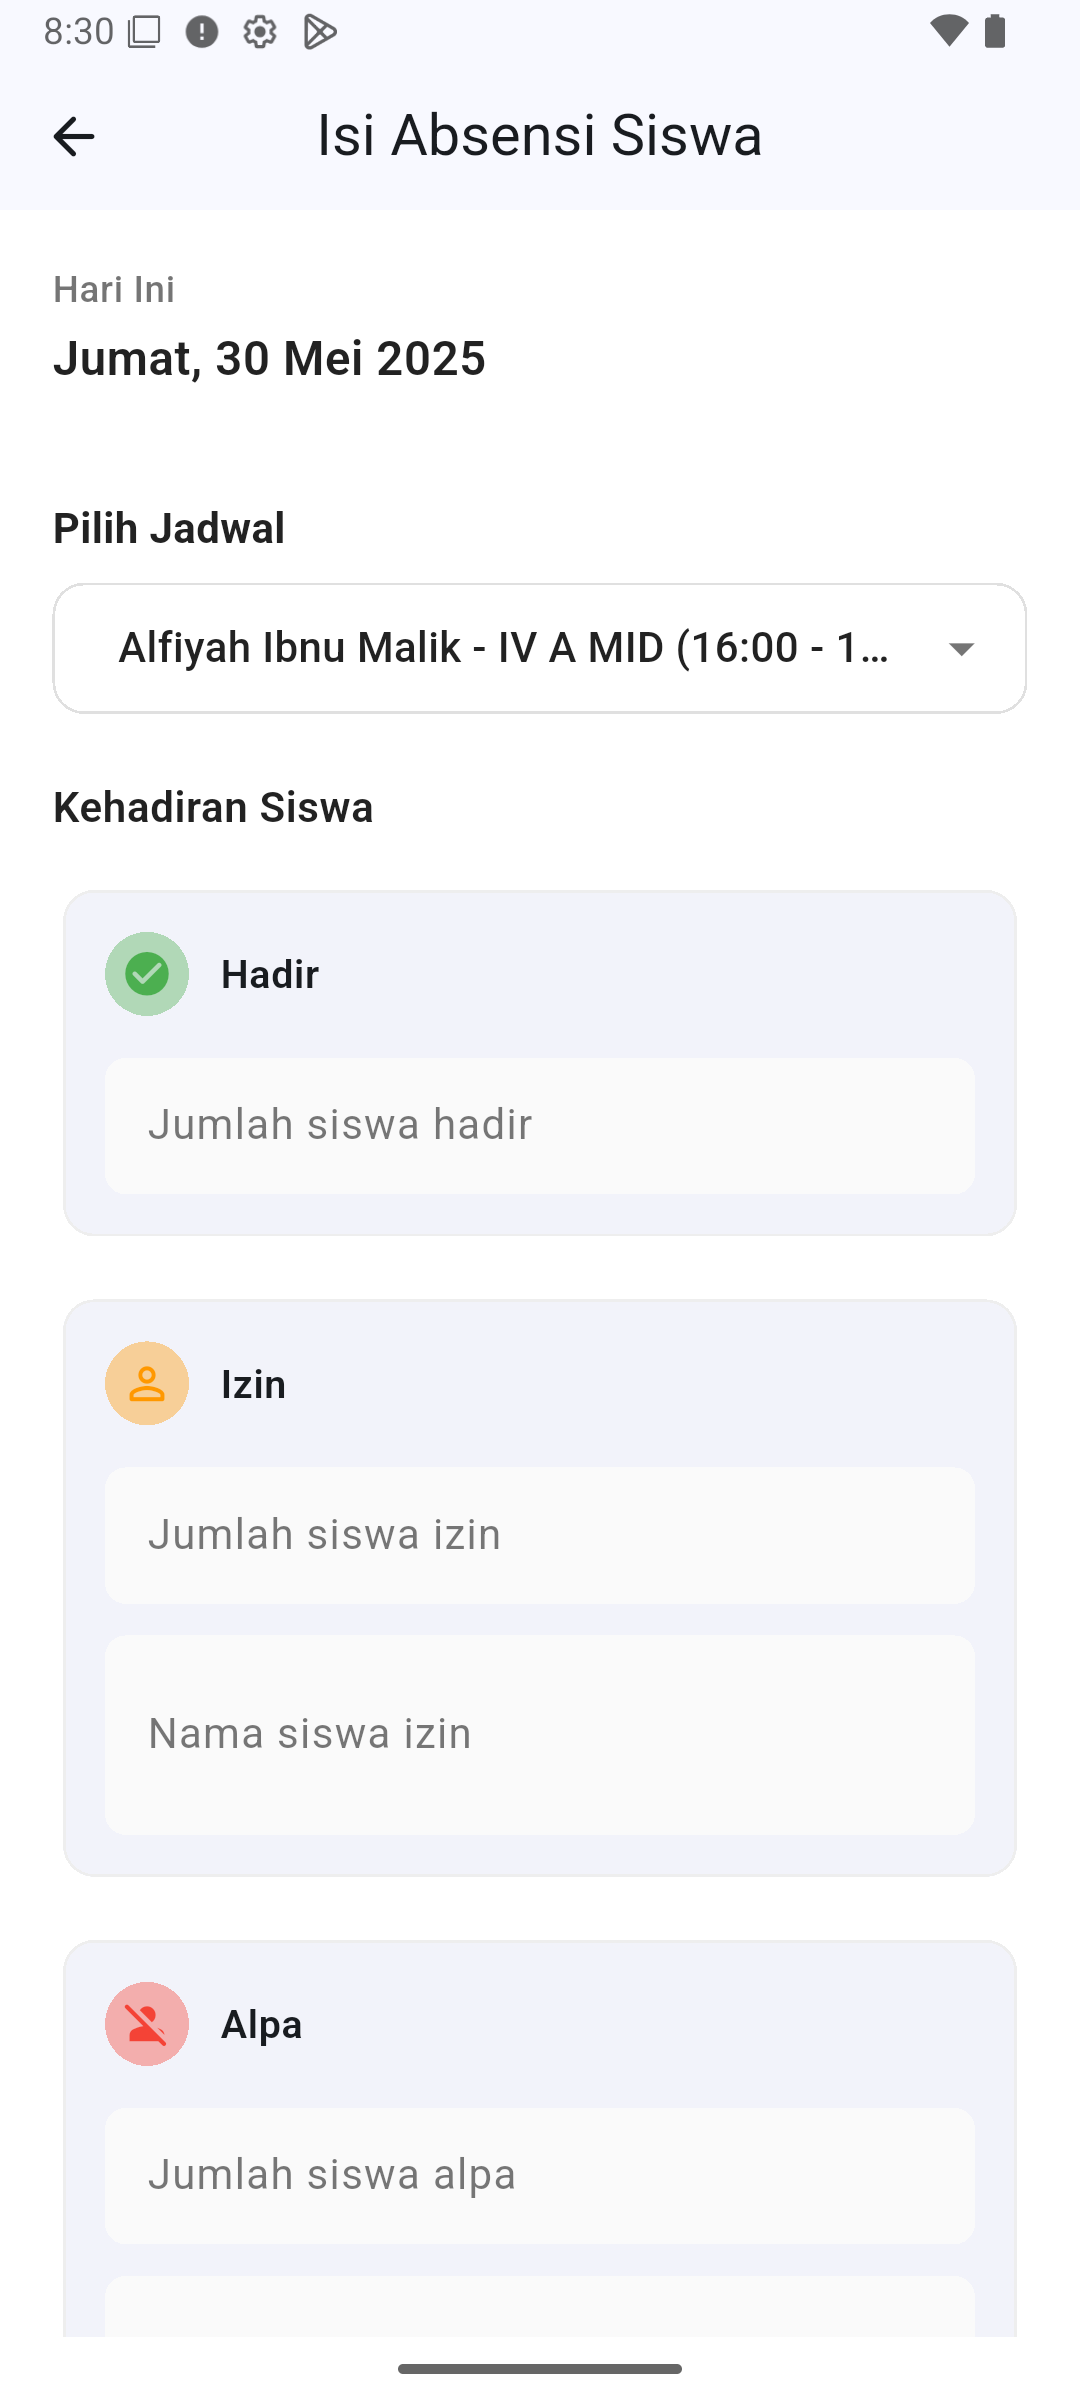 8:30
Isi Absensi Siswa
Hari Ini
Jumat, 30 Mei 2025
Pilih Jadwal
Alfiyah Ibnu Malik - IV A MID (16:00 - 1...
Kehadiran Siswa
Hadir
Jumlah siswa hadir
Izin
Jumlah siswa izin
Nama siswa izin
Alpa
Jumlah siswa alpa